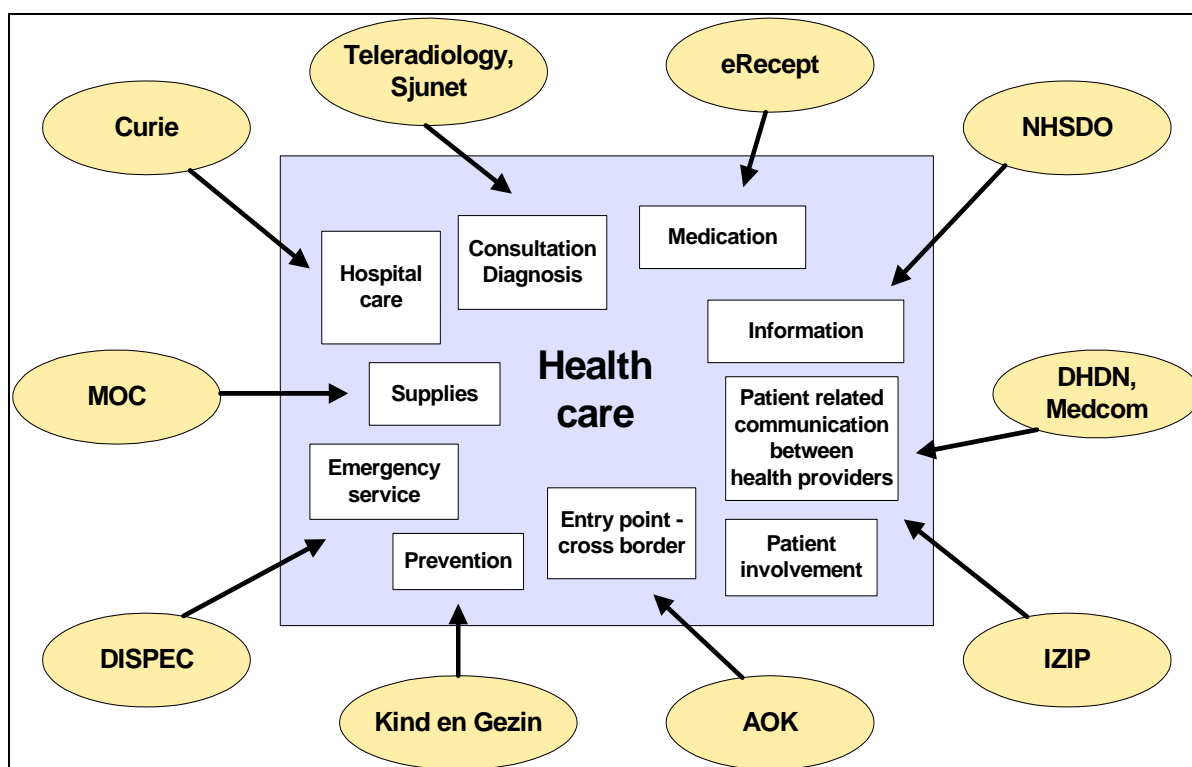 Teleradiology,
Sjunet
eRecept
Curie
NHSDO
Hospital
care
Consultation
Diagnosis
Medication
Information
MOC
Supplies
Health
care
Patient related
communication
between
health providers
DHDN,
Medcom
Emergency
service
Prevention
Entry point -
cross border
Patient
involvement
DISPEC
Kind en Gezin
AOK
IZIP